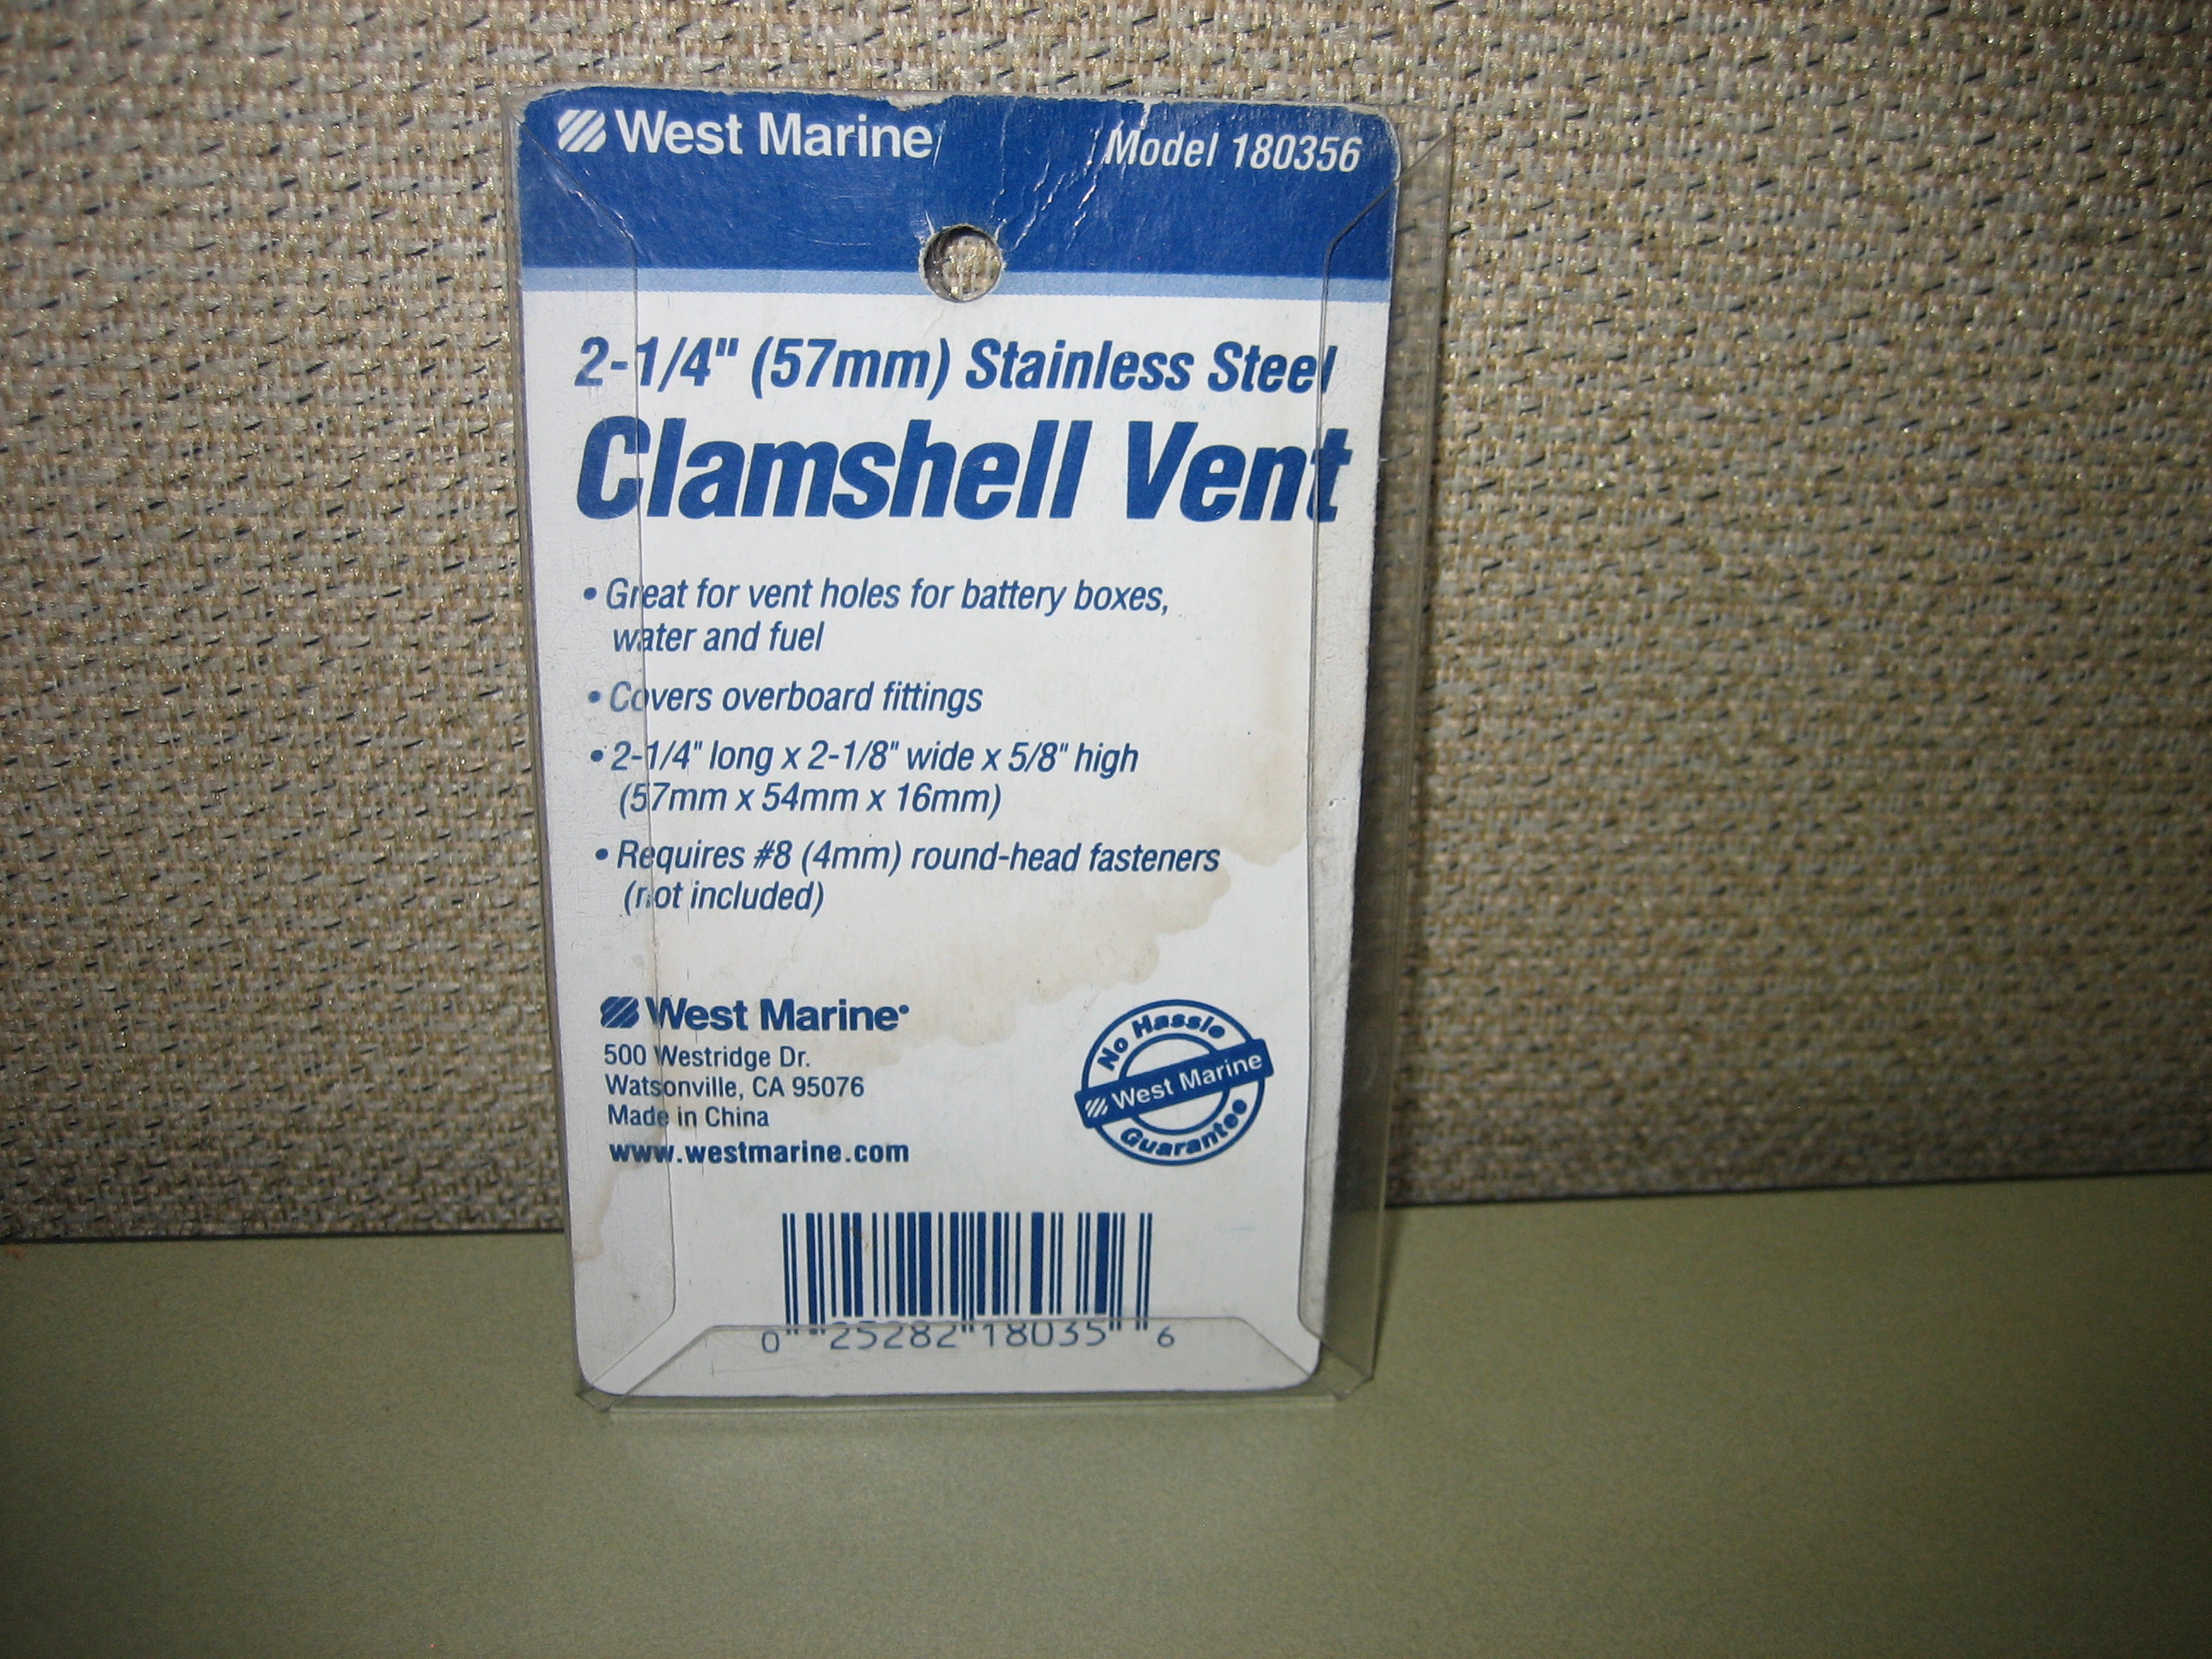 West Marine
Model 180356
2-1/4" (57mm) Stainless Steel
Clamshell Vent
• Great for vent holes for battery boxes,
water and fuel
• Covers overboard fittings
• 2-1/4" long x 2-1/8" wide x 5/8" high
(57mm x 54mm x 16mm)
• Requires #8 (4mm) round-head fasteners
(not included)
West Marine
500 Westridge Dr.
Watsonville, CA 95076
Made in China
www.westmarine.com
No Hassle
West Marine
Guarantee
0 25282 18035 6